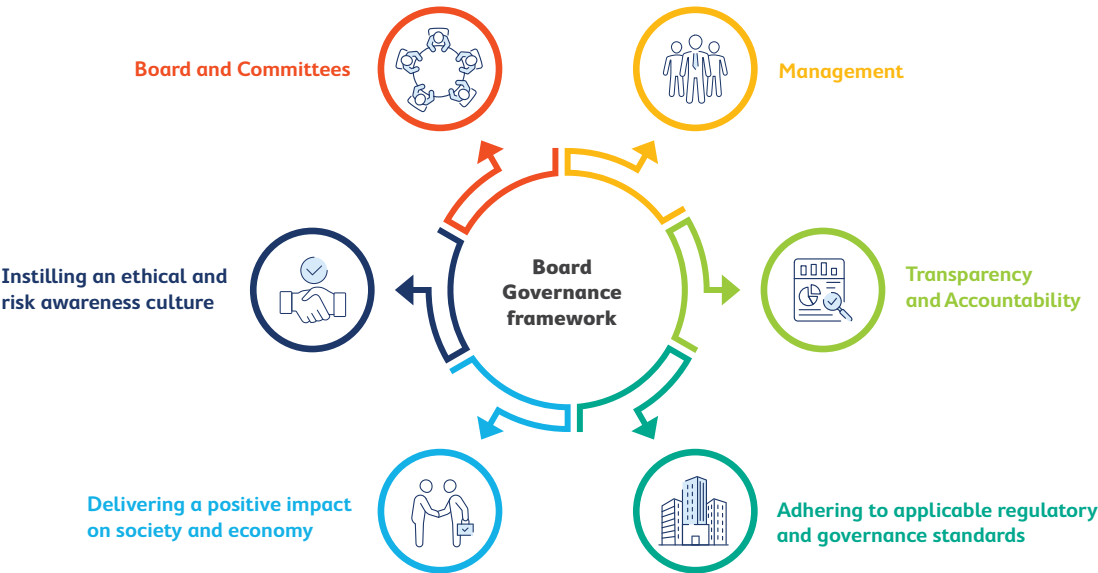 Board and Committees
Management
Instilling an ethical and
risk awareness culture
Board
Governance
framework
Transparency
and Accountability
Delivering a positive impact
on society and economy
Adhering to applicable regulatory
and governance standards